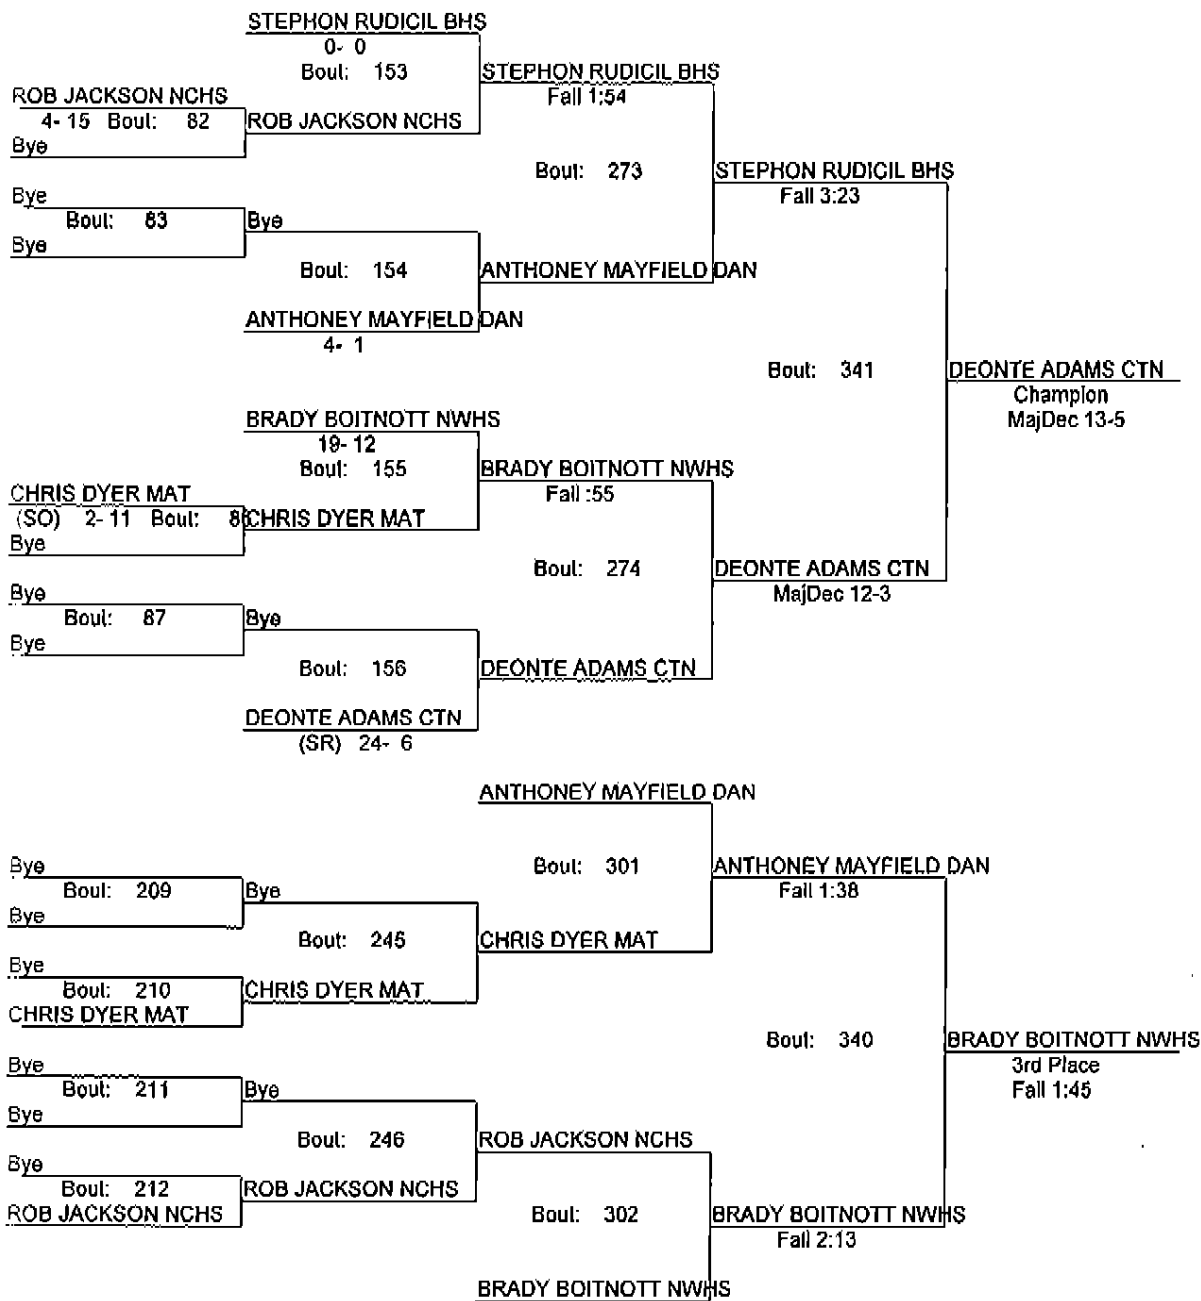 STEPHON RUDICIL BHS
0- 0
Bout: 153
STEPHON RUDICIL BHS
Fall 1:54
ROB JACKSON NCHS
4- 15 Bout: 82
ROB JACKSON NCHS
Bye
Bout: 273
STEPHON RUDICIL BHS
Fall 3:23
Bye
Bout: 83
Bye
Bye
Bout: 154
ANTHONEY MAYFIELD DAN
ANTHONEY MAYFIELD DAN
4- 1
Bout: 341
DEONTE ADAMS CTN
Champion
MajDec 13-5
BRADY BOITNOTT NWHS
19- 12
Bout: 155
BRADY BOITNOTT NWHS
Fall :55
CHRIS DYER MAT
(SO) 2- 11 Bout: 86
CHRIS DYER MAT
Bye
Bout: 274
DEONTE ADAMS CTN
MajDec 12-3
Bye
Bout: 87
Bye
Bye
Bout: 156
DEONTE ADAMS CTN
DEONTE ADAMS CTN
(SR) 24- 6
ANTHONEY MAYFIELD DAN
Bout: 301
ANTHONEY MAYFIELD DAN
Fall 1:38
Bye
Bout: 209
Bye
Bye
Bout: 245
CHRIS DYER MAT
Bye
Bout: 210
CHRIS DYER MAT
CHRIS DYER MAT
Bout: 340
BRADY BOITNOTT NWHS
3rd Place
Fall 1:45
Bye
Bout: 211
Bye
Bye
Bout: 246
ROB JACKSON NCHS
Bye
Bout: 212
ROB JACKSON NCHS
ROB JACKSON NCHS
Bout: 302
BRADY BOITNOTT NWHS
Fall 2:13
BRADY BOITNOTT NWHS